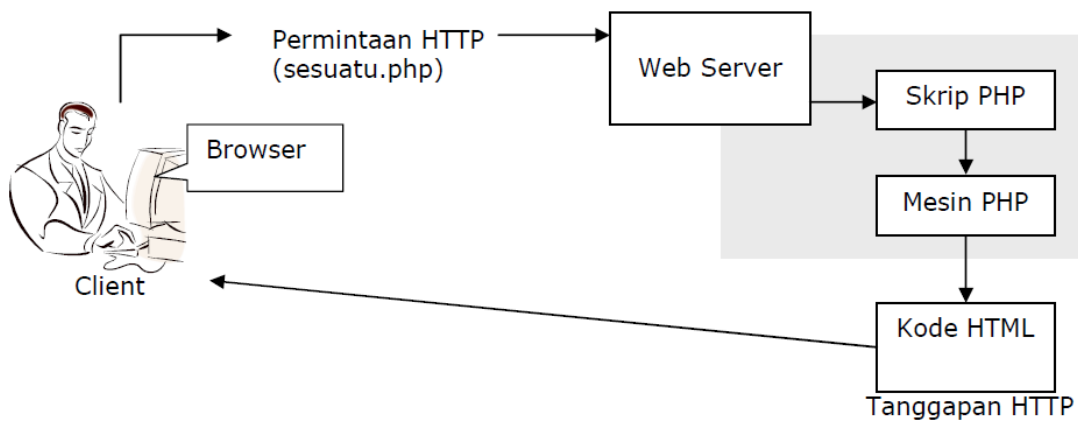 Permintaan HTTP
(sesuatu.php)
Web Server
Skrip PHP
Browser
Mesin PHP
Client
Kode HTML
Tanggapan HTTP